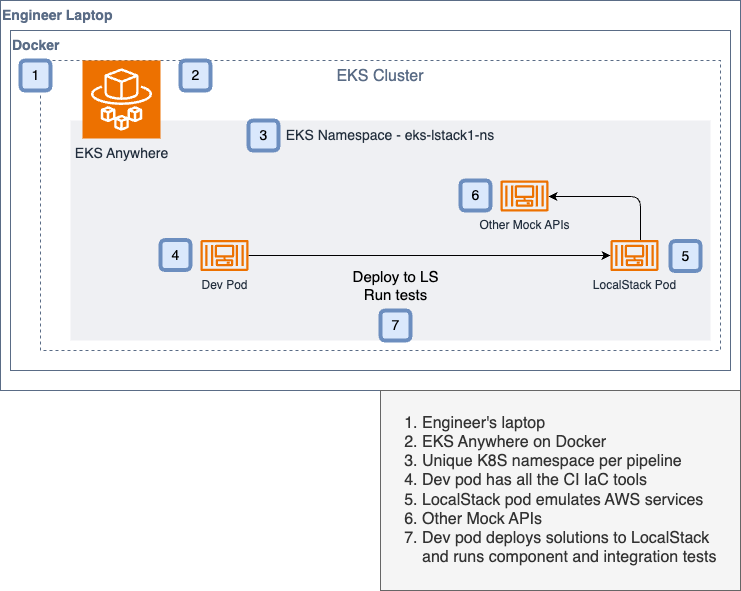 Engineer Laptop
Docker
1
2
EKS Cluster
EKS Anywhere
3
EKS Namespace - eks-lstack1-ns
6
Other Mock APIs
4
Dev Pod
5
LocalStack Pod
Deploy to LS
Run tests
7
1. Engineer's laptop
2. EKS Anywhere on Docker
3. Unique K8S namespace per pipeline
4. Dev pod has all the CI IaC tools
5. LocalStack pod emulates AWS services
6. Other Mock APIs
7. Dev pod deploys solutions to LocalStack
and runs component and integration tests